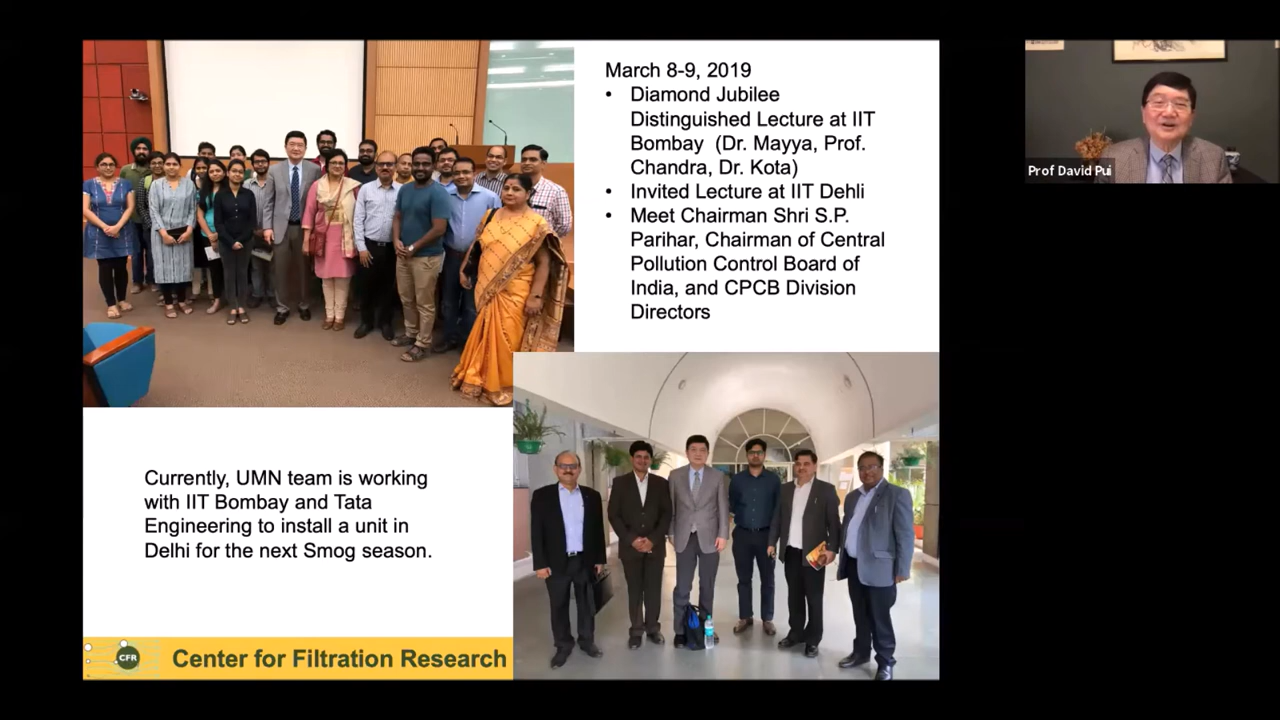 March 8-9, 2019
• Diamond Jubilee
Distinguished Lecture at IIT
Bombay (Dr. Mayya, Prof.
Chandra, Dr. Kota)
• Invited Lecture at IIT Dehli
• Meet Chairman Shri S.P.
Parihar, Chairman of Central
Pollution Control Board of
India, and CPCB Division
Directors
Prof David Pui
Currently, UMN team is working
with IIT Bombay and Tata
Engineering to install a unit in
Delhi for the next Smog season.
CFR
Center for Filtration Research